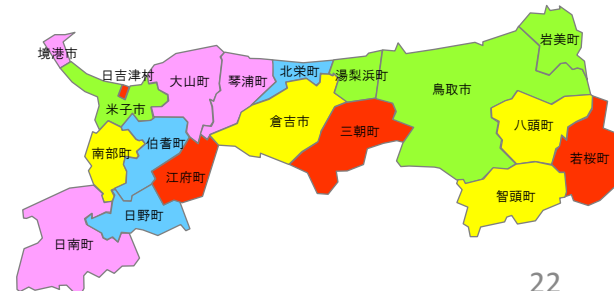 境港市
日吉津村
米子市
大山町
琴浦町
北栄町
湯梨浜町
鳥取市
岩美町
南部町
伯耆町
倉吉市
三朝町
八頭町
若桜町
江府町
智頭町
日野町
日南町
22